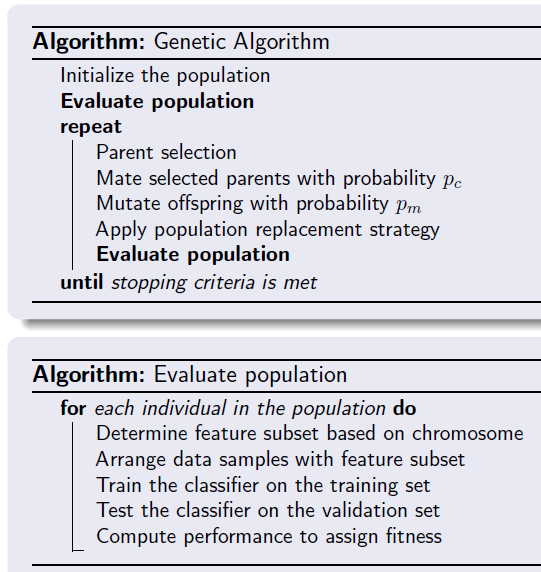 Algorithm: Genetic Algorithm
Initialize the population
Evaluate population
repeat
Parent selection
Mate selected parents with probability p_c
Mutate offspring with probability p_m
Apply population replacement strategy
Evaluate population
until stopping criteria is met
Algorithm: Evaluate population
for each individual in the population do
Determine feature subset based on chromosome
Arrange data samples with feature subset
Train the classifier on the training set
Test the classifier on the validation set
Compute performance to assign fitness